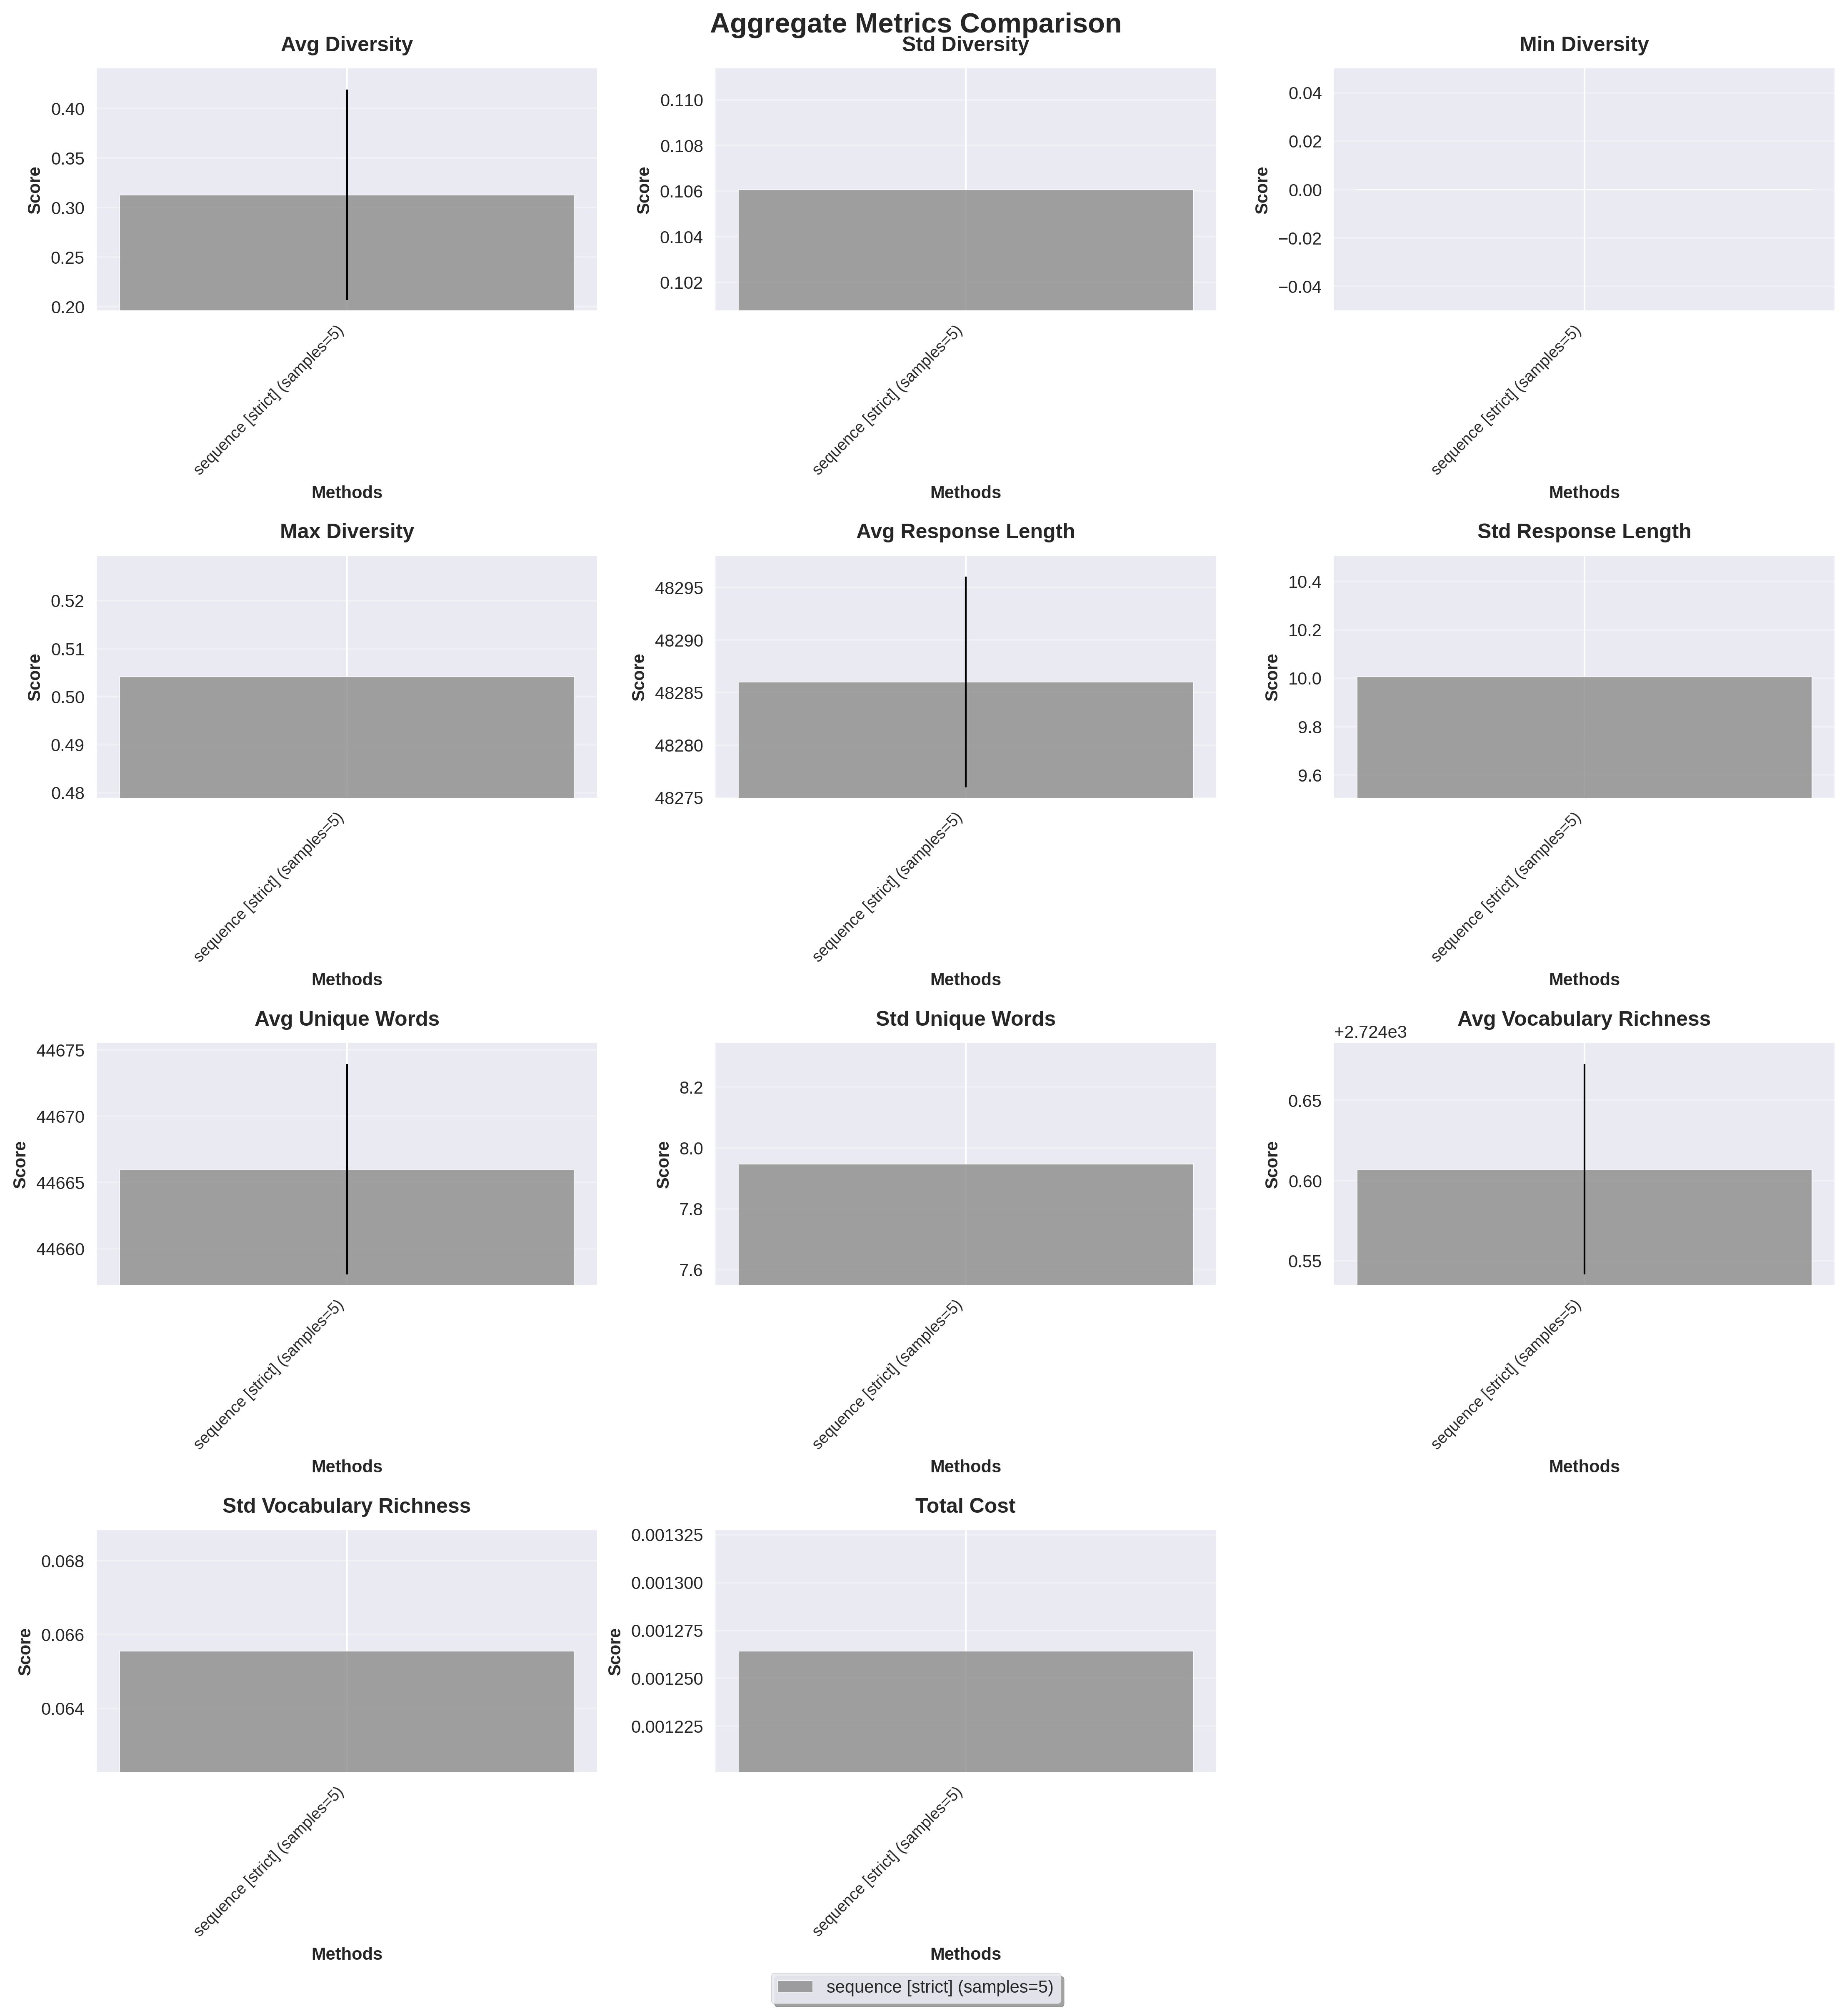 Aggregate Metrics Comparison
Avg Diversity
Score
0.40
0.35
0.30
0.25
0.20
sequence [strict] (samples=5)
Methods
Std Diversity
Score
0.110
0.108
0.106
0.104
0.102
sequence [strict] (samples=5)
Methods
Min Diversity
Score
0.04
0.02
0.00
−0.02
−0.04
sequence [strict] (samples=5)
Methods
Max Diversity
Score
0.52
0.51
0.50
0.49
0.48
sequence [strict] (samples=5)
Methods
Avg Response Length
Score
48295
48290
48285
48280
48275
sequence [strict] (samples=5)
Methods
Std Response Length
Score
10.4
10.2
10.0
9.8
9.6
sequence [strict] (samples=5)
Methods
Avg Unique Words
Score
44675
44670
44665
44660
sequence [strict] (samples=5)
Methods
Std Unique Words
Score
8.2
8.0
7.8
7.6
sequence [strict] (samples=5)
Methods
Avg Vocabulary Richness
+2.724e3
Score
0.65
0.60
0.55
sequence [strict] (samples=5)
Methods
Std Vocabulary Richness
Score
0.068
0.066
0.064
sequence [strict] (samples=5)
Methods
Total Cost
Score
0.001325
0.001300
0.001275
0.001250
0.001225
sequence [strict] (samples=5)
Methods
sequence [strict] (samples=5)